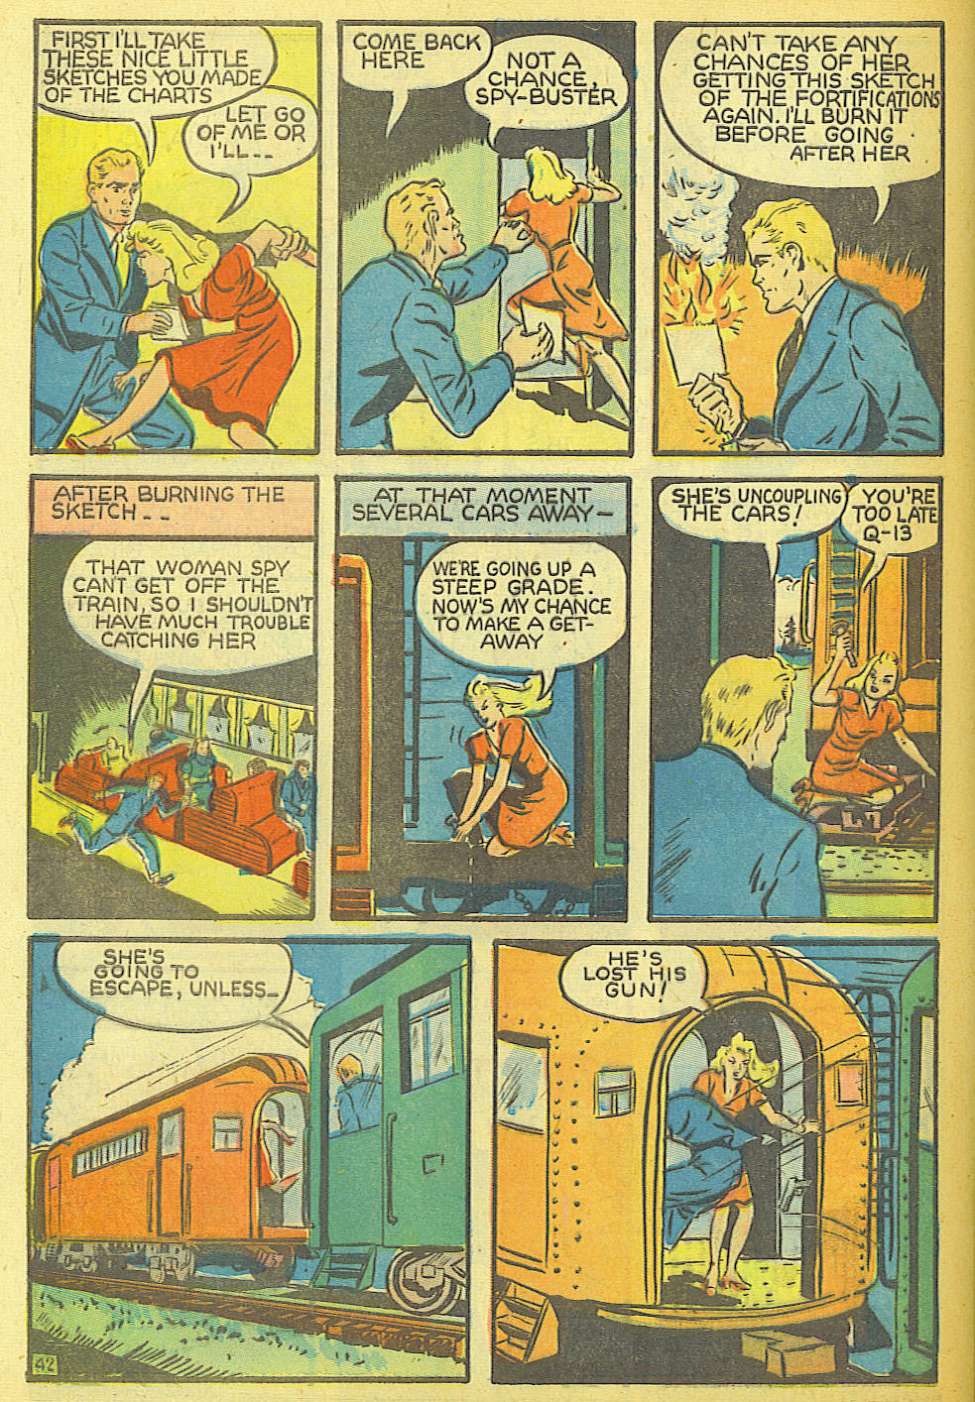 FIRST I'LL TAKE
THESE NICE LITTLE
SKETCHES YOU MADE
OF THE CHARTS
LET GO
OF ME OR
I'LL--
COME BACK
HERE
NOT A
CHANCE,
SPY-BUSTER
CAN'T TAKE ANY
CHANCES OF HER
GETTING THIS SKETCH
OF THE FORTIFICATIONS
AGAIN. I'LL BURN IT
BEFORE GOING
AFTER HER
AFTER BURNING THE
SKETCH--
THAT WOMAN SPY
CAN'T GET OFF THE
TRAIN, SO I SHOULDN'T
HAVE MUCH TROUBLE
CATCHING HER
AT THAT MOMENT
SEVERAL CARS AWAY—
WE'RE GOING UP A
STEEP GRADE.
NOW'S MY CHANCE
TO MAKE A GET-
AWAY
SHE'S UNCOUPLING
THE CARS!
YOU'RE
TOO LATE
Q-13
SHE'S
GOING TO
ESCAPE, UNLESS--
HE'S
LOST HIS
GUN!
42